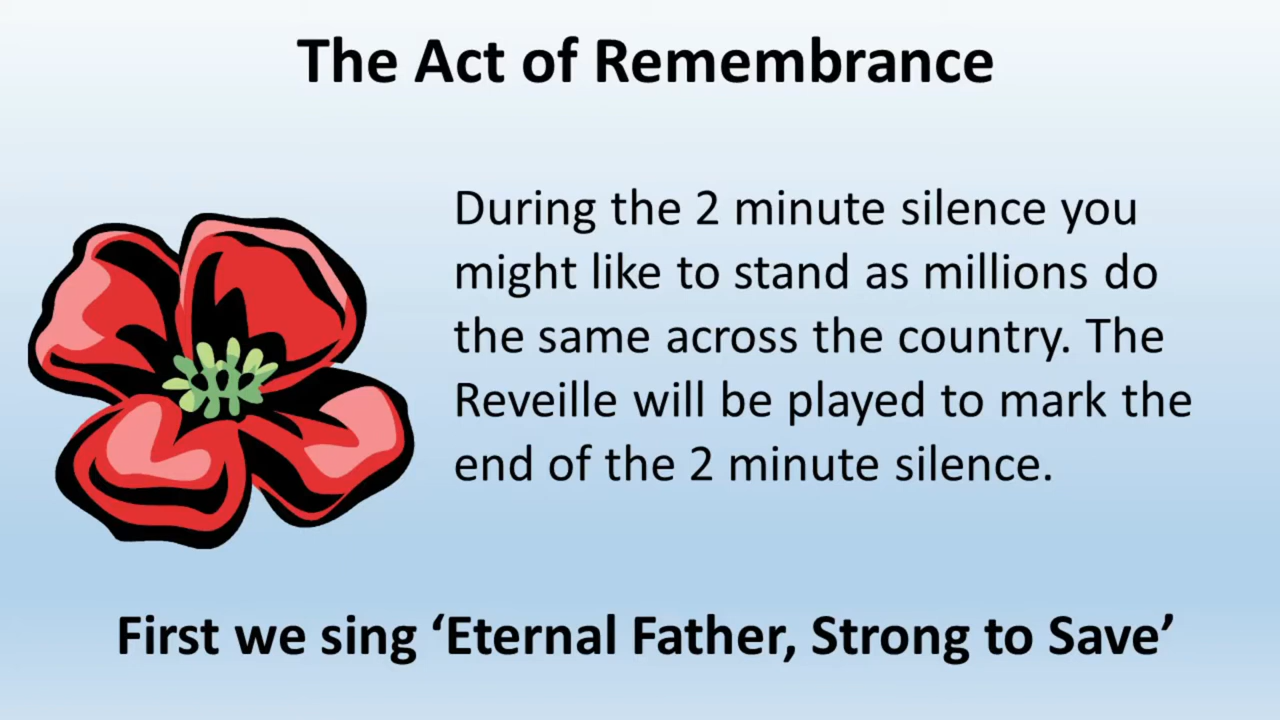 The Act of Remembrance
During the 2 minute silence you
might like to stand as millions do
the same across the country. The
Reveille will be played to mark the
end of the 2 minute silence.
First we sing ‘Eternal Father, Strong to Save’